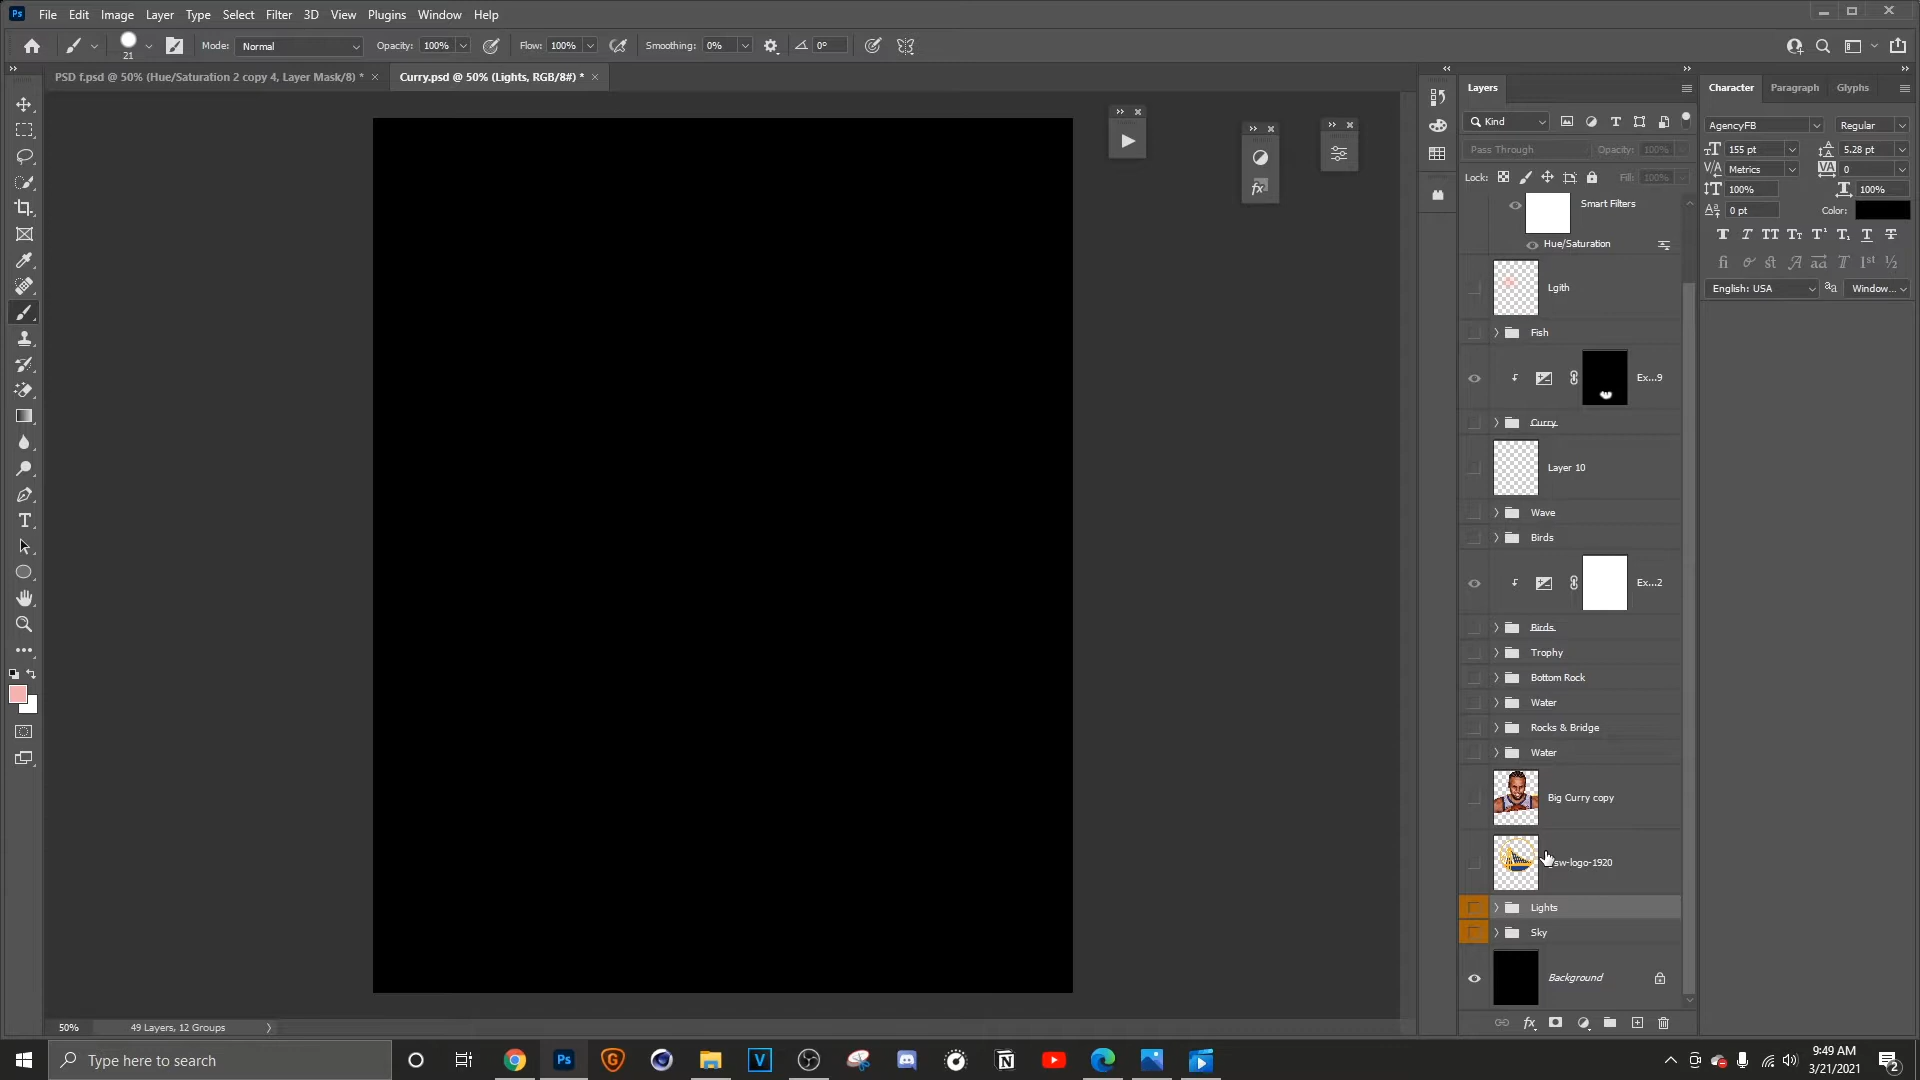 Ps File Edit Image Layer Type Select Filter 3D View Plugins Window Help
21 Mode: Normal Opacity: 100% Flow: 100% Smoothing: 0% 0°
PSD f.psd @ 50% (Hue/Saturation 2 copy 4, Layer Mask/8) * × Curry.psd @ 50% (Lights, RGB/8#) * ×
Layers
Kind
Pass Through Opacity: 100%
Lock: Fill: 100%
Smart Filters
Hue/Saturation
Lgith
Fish
Ex...9
Curry
Layer 10
Wave
Birds
Ex...2
Birds
Trophy
Bottom Rock
Water
Rocks & Bridge
Water
Big Curry copy
sw-logo-1920
Lights
Sky
Background
Character Paragraph Glyphs
AgencyFB Regular
155 pt 5.28 pt
Metrics 0
100% 100%
0 pt Color:
English: USA Window...
50% 49 Layers, 12 Groups
Type here to search
9:49 AM
3/21/2021
2